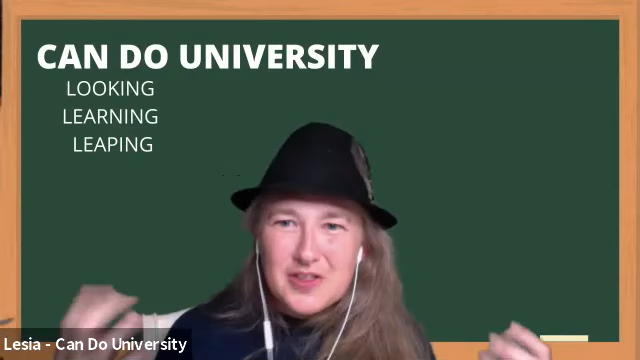 CAN DO UNIVERSITY
LOOKING
LEARNING
LEAPING
Lesia - Can Do University